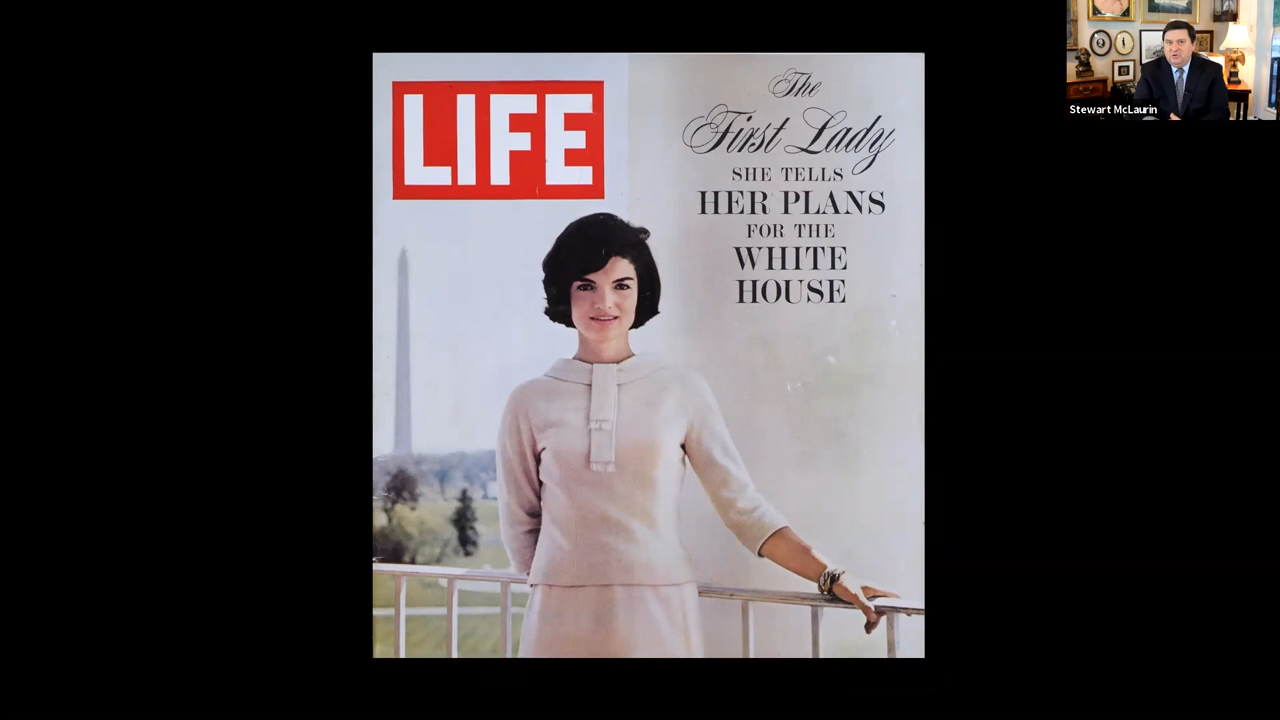 LIFE
The
First Lady
SHE TELLS
HER PLANS
FOR THE
WHITE
HOUSE
Stewart McLaurin